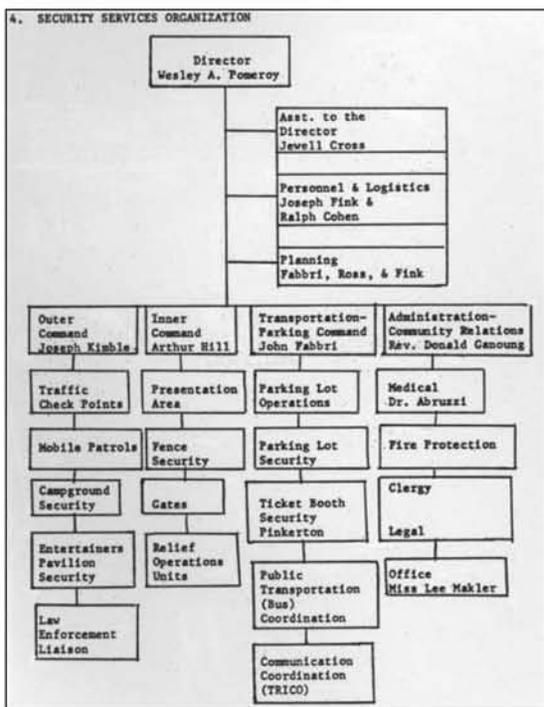 4. SECURITY SERVICES ORGANIZATION
Director
Wesley A. Pomeroy
Asst. to the
Director
Jewell Cross
Personnel & Logistics
Joseph Fink &
Ralph Cohen
Planning
Fabbri, Ross, & Fink
Outer
Command
Joseph Kimble
Traffic
Check Points
Mobile Patrols
Campground
Security
Entertainers
Pavilion
Security
Law
Enforcement
Liaison
Inner
Command
Arthur Hill
Presentation
Area
Fence
Security
Gates
Relief
Operations
Units
Transportation-
Parking Command
John Fabbri
Parking Lot
Operations
Parking Lot
Security
Ticket Booth
Security
Pinkerton
Public
Transportation
(Bus)
Coordination
Communication
Coordination
(TRICO)
Administration-
Community Relations
Rev. Donald Ganoung
Medical
Dr. Abruzzi
Fire Protection
Clergy
Legal
Office
Miss Lee Makler